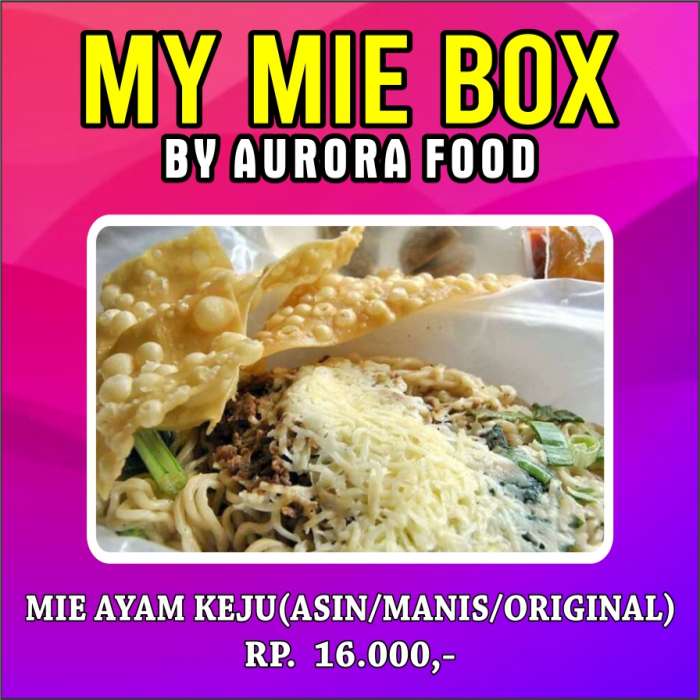 MY MIE BOX
BY AURORA FOOD
MIE AYAM KEJU(ASIN/MANIS/ORIGINAL)
RP. 16.000,-